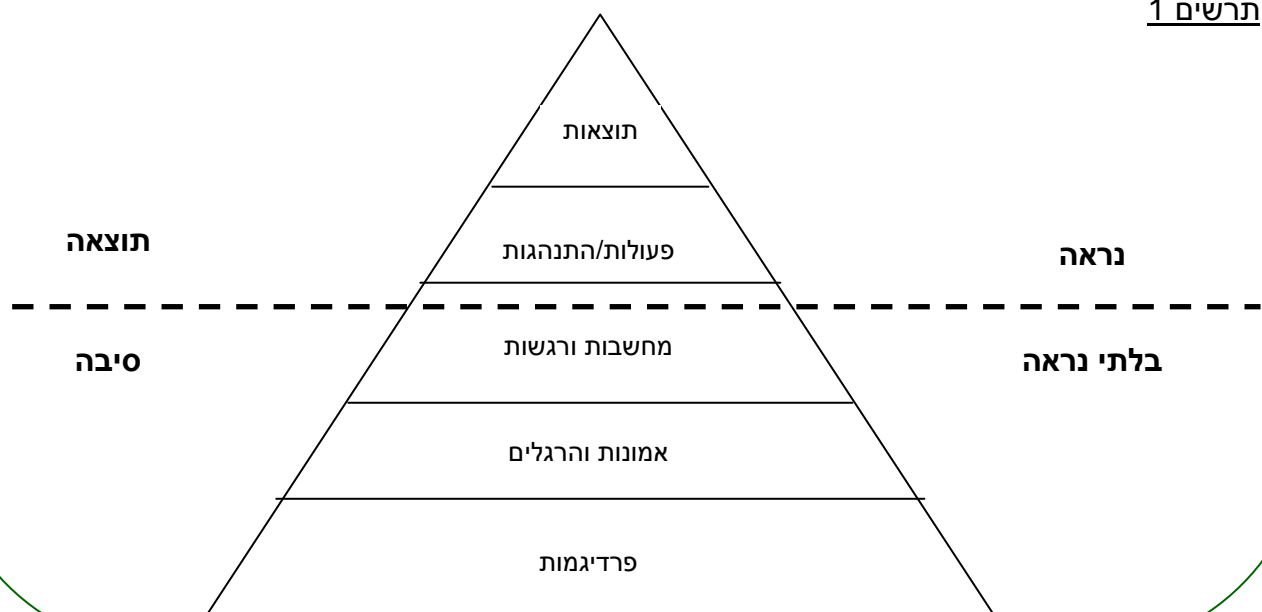 תרשים 1
תוצאות
פעולות/התנהגות
תוצאה
נראה
מחשבות ורגשות
סיבה
בלתי נראה
אמונות והרגלים
פרדיגמות